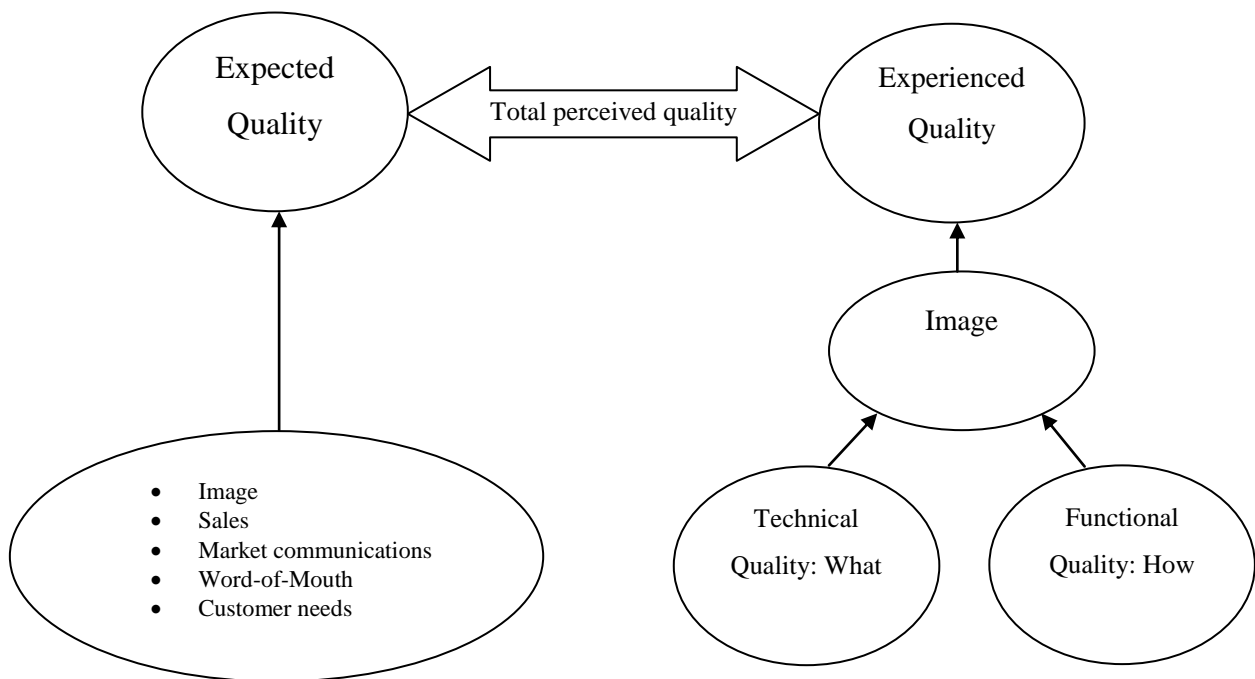 Expected
Quality
Total perceived quality
Experienced
Quality
Image
• Image
• Sales
• Market communications
• Word-of-Mouth
• Customer needs
Technical
Quality: What
Functional
Quality: How